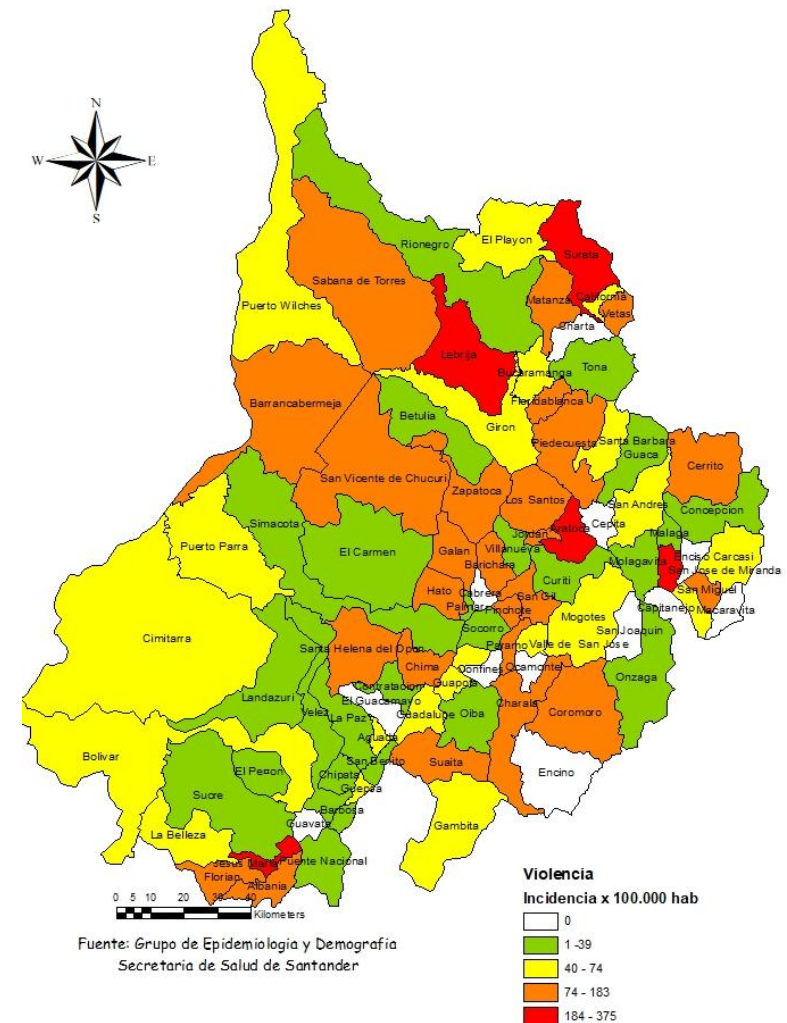 N
W
E
S
El Playon
Surata
Rionegro
Sabana de Torres
Matanza
California
Vetas
Puerto Wilches
Charta
Lebrija
Tona
Bucaramanga
Barrancabermeja
Floridablanca
Betulia
Giron
Piedecuesta
Santa Barbara
Guaca
Cerrito
San Vicente de Chucuri
Zapatoca
Los Santos
San Andres
Concepcion
Simacota
Aratoca
Cepita
Jordan
Malaga
Puerto Parra
El Carmen
Galan
Villanueva
Barichara
Molagavita
Enciso
Carcasi
San Jose de Miranda
Curiti
Hato
Cabrera
San Gil
San Miguel
Palmar
Pinchote
Capitanejo
Macaravita
Mogotes
Cimitarra
Socorro
San Joaquin
Santa Helena del Opon
Paramo
Valle de San Jose
Chima
Confines
Ocamonte
Onzaga
Guapota
Contratacion
Landazuri
El Guacamayo
Charala
Velez
La Paz
Guadalupe
Oiba
Coromoro
Aguada
Bolivar
San Benito
Suaita
El Penon
Chipata
Encino
Guepsa
Sucre
Barbosa
Guavata
Gambita
La Belleza
Jesus Maria
Puente Nacional
Florian
Albania
0 5 10 20 30 40
Kilometers
Fuente: Grupo de Epidemiologia y Demografia
Secretaria de Salud de Santander
Violencia
Incidencia x 100.000 hab
0
1 -39
40 - 74
74 - 183
184 - 375